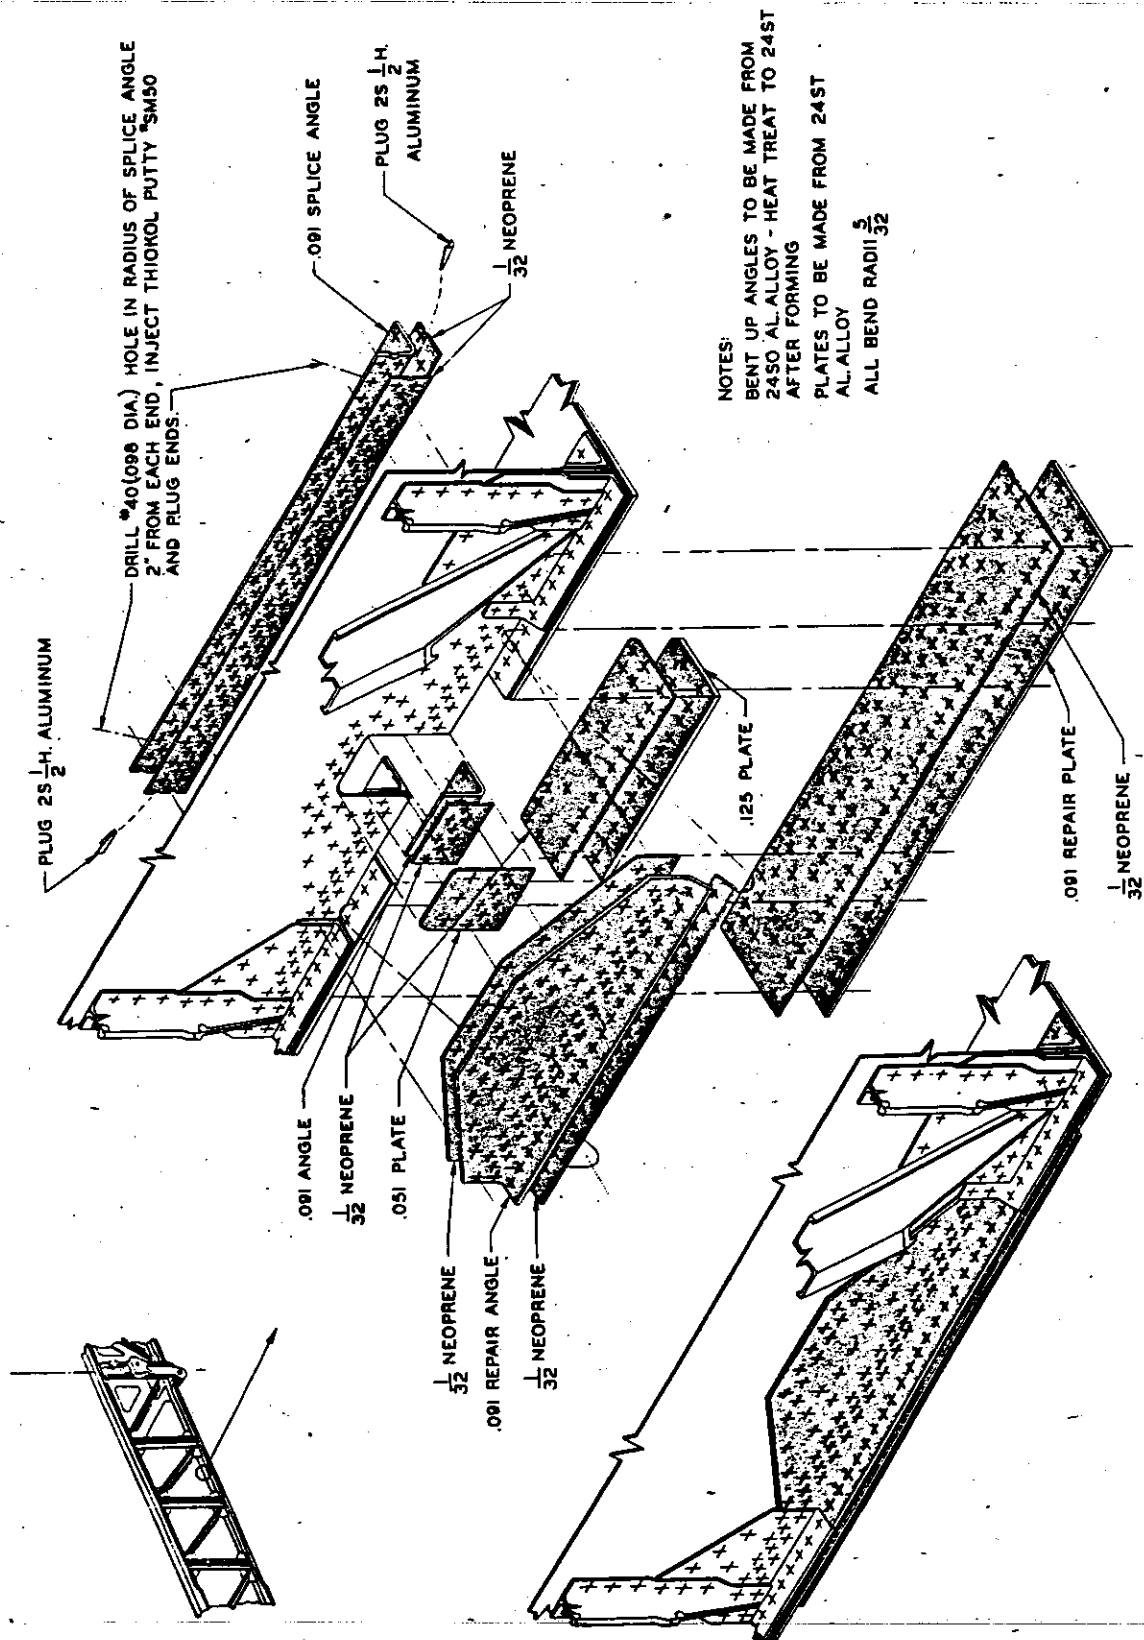 PLUG 2S 1/2 H. ALUMINUM
DRILL #40(.098 DIA.) HOLE IN RADIUS OF SPLICE ANGLE
2" FROM EACH END, INJECT THIOKOL PUTTY #SM50
AND PLUG ENDS.
.091 SPLICE ANGLE
PLUG 2S 1/2 H.
ALUMINUM
1/32 NEOPRENE
.091 ANGLE
1/32 NEOPRENE
.051 PLATE
1/32 NEOPRENE
.091 REPAIR ANGLE
1/32 NEOPRENE
.125 PLATE
.091 REPAIR PLATE
1/32 NEOPRENE
NOTES:
BENT UP ANGLES TO BE MADE FROM
24SO AL. ALLOY - HEAT TREAT TO 24ST
AFTER FORMING
PLATES TO BE MADE FROM 24ST
AL. ALLOY
ALL BEND RADII 5/32